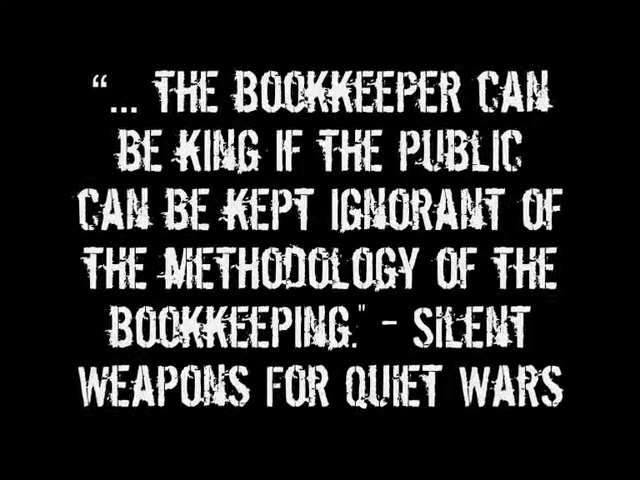 “... THE BOOKKEEPER CAN
BE KING IF THE PUBLIC
CAN BE KEPT IGNORANT OF
THE METHODOLOGY OF THE
BOOKKEEPING." - SILENT
WEAPONS FOR QUIET WARS